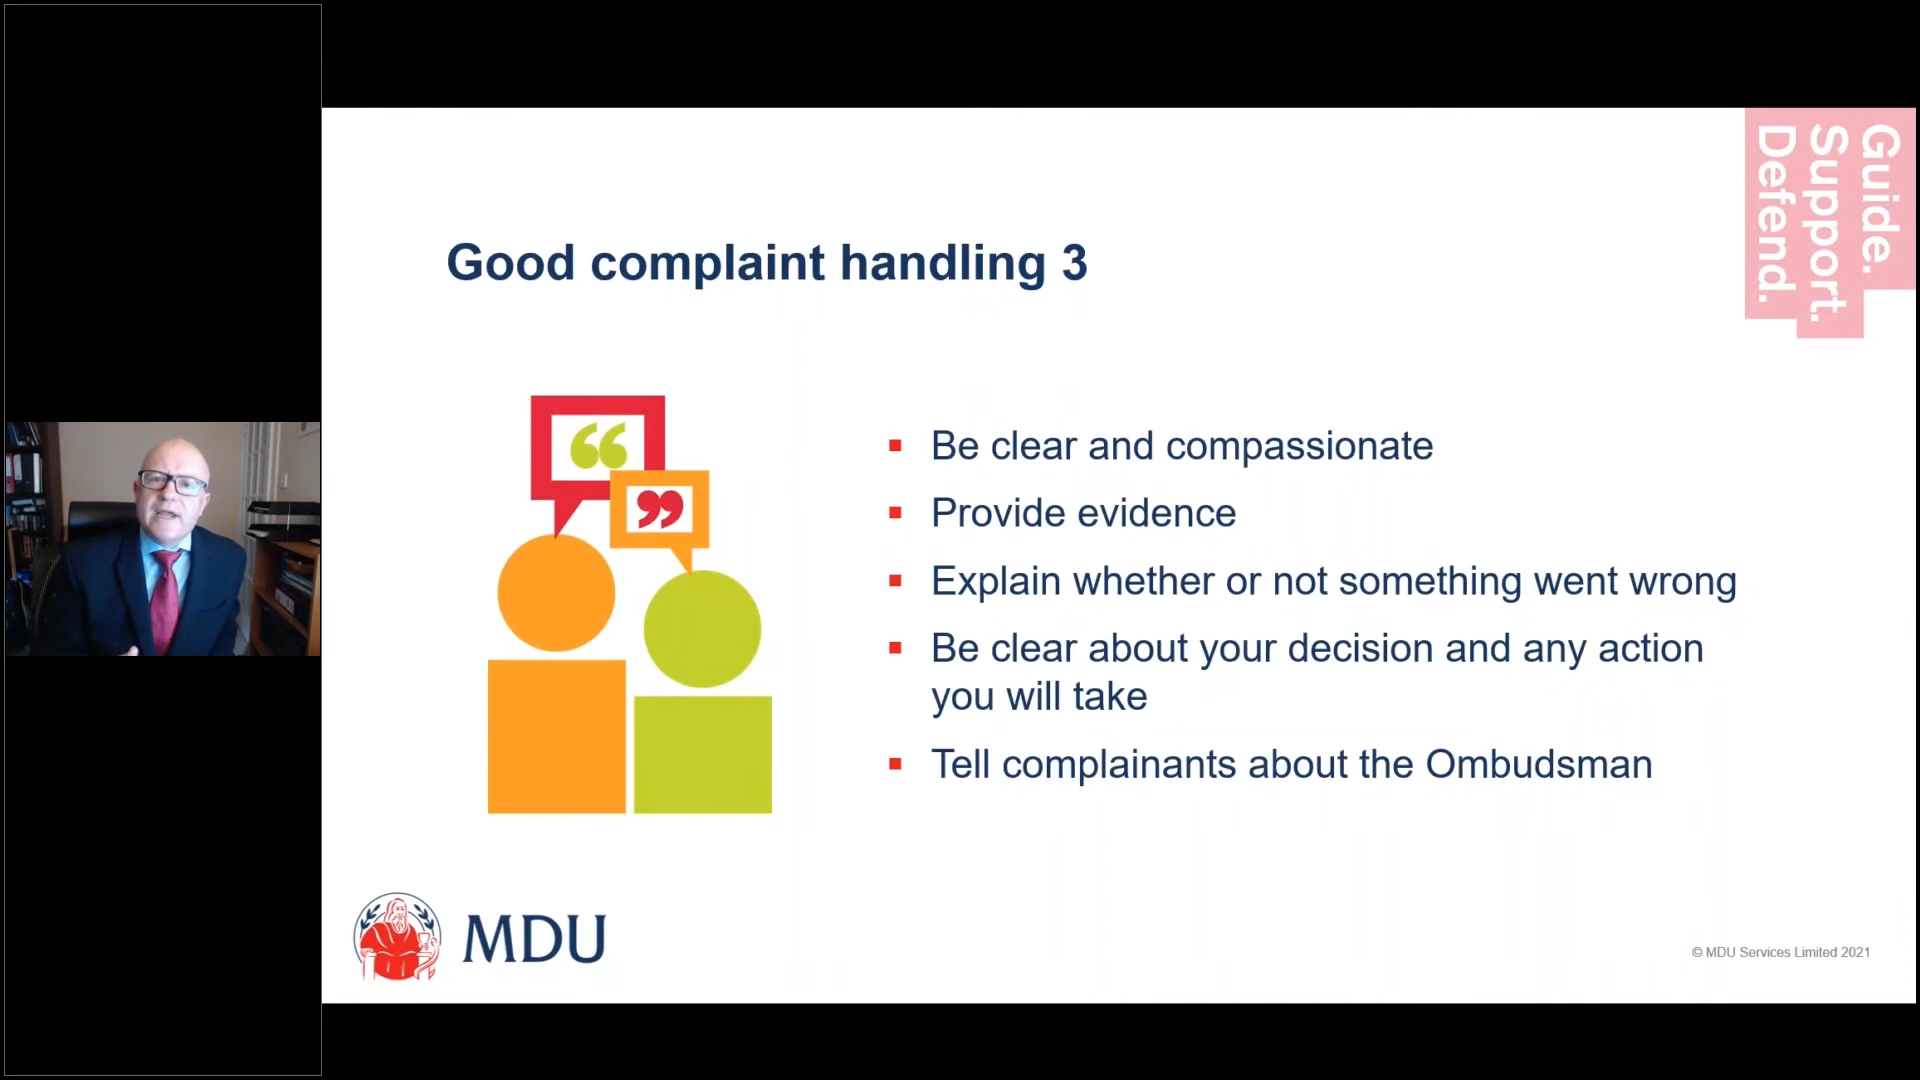 Guide.
Support.
Defend.
Good complaint handling 3
“
”
▪ Be clear and compassionate
▪ Provide evidence
▪ Explain whether or not something went wrong
▪ Be clear about your decision and any action
you will take
▪ Tell complainants about the Ombudsman
MDU
© MDU Services Limited 2021